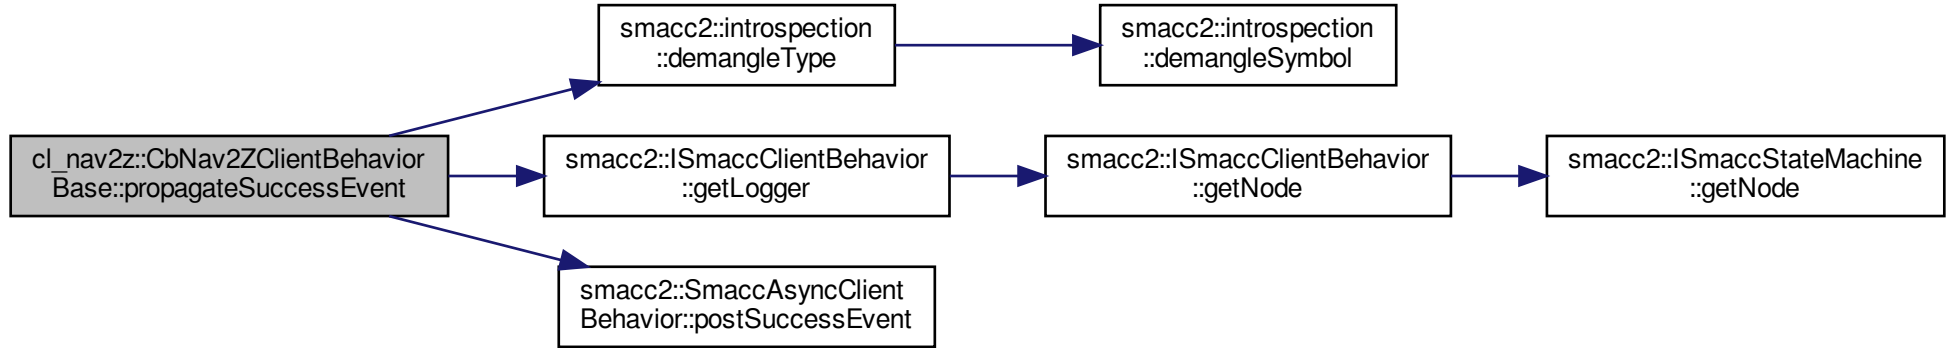 smacc2::introspection
::demangleType
smacc2::introspection
::demangleSymbol
cl_nav2z::CbNav2ZClientBehavior
Base::propagateSuccessEvent
smacc2::ISmaccClientBehavior
::getLogger
smacc2::ISmaccClientBehavior
::getNode
smacc2::ISmaccStateMachine
::getNode
smacc2::SmaccAsyncClient
Behavior::postSuccessEvent